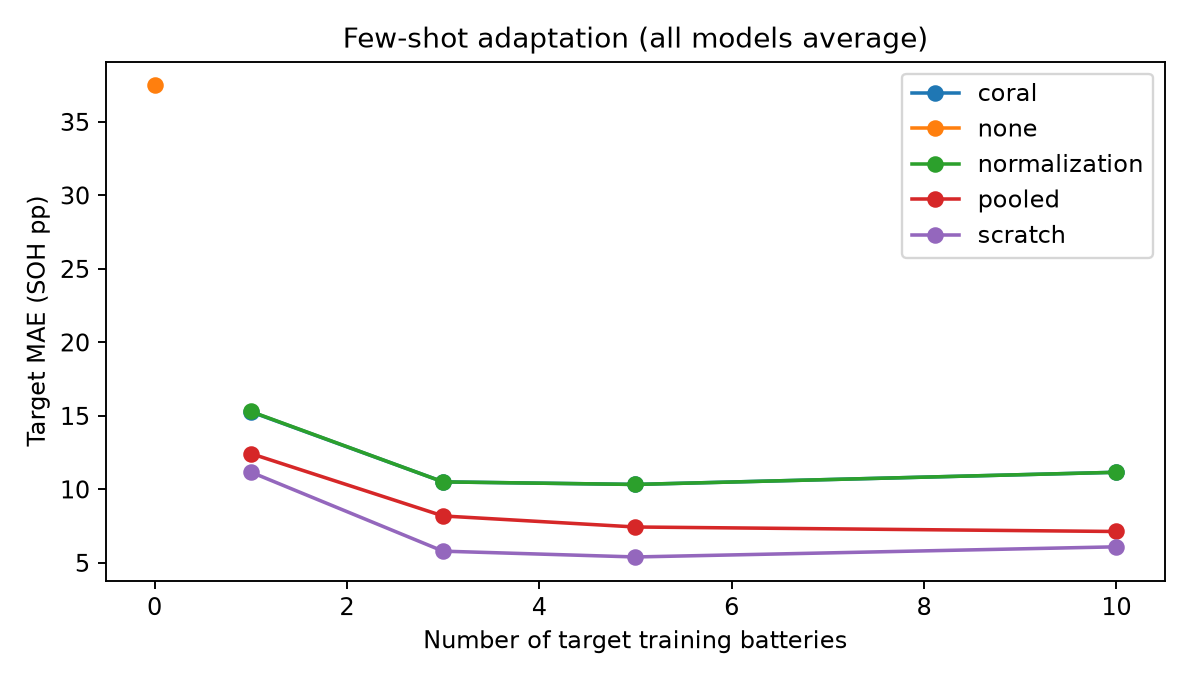 Few-shot adaptation (all models average)
coral
none
normalization
pooled
scratch
Target MAE (SOH pp)
35
30
25
20
15
10
5
0 2 4 6 8 10
Number of target training batteries